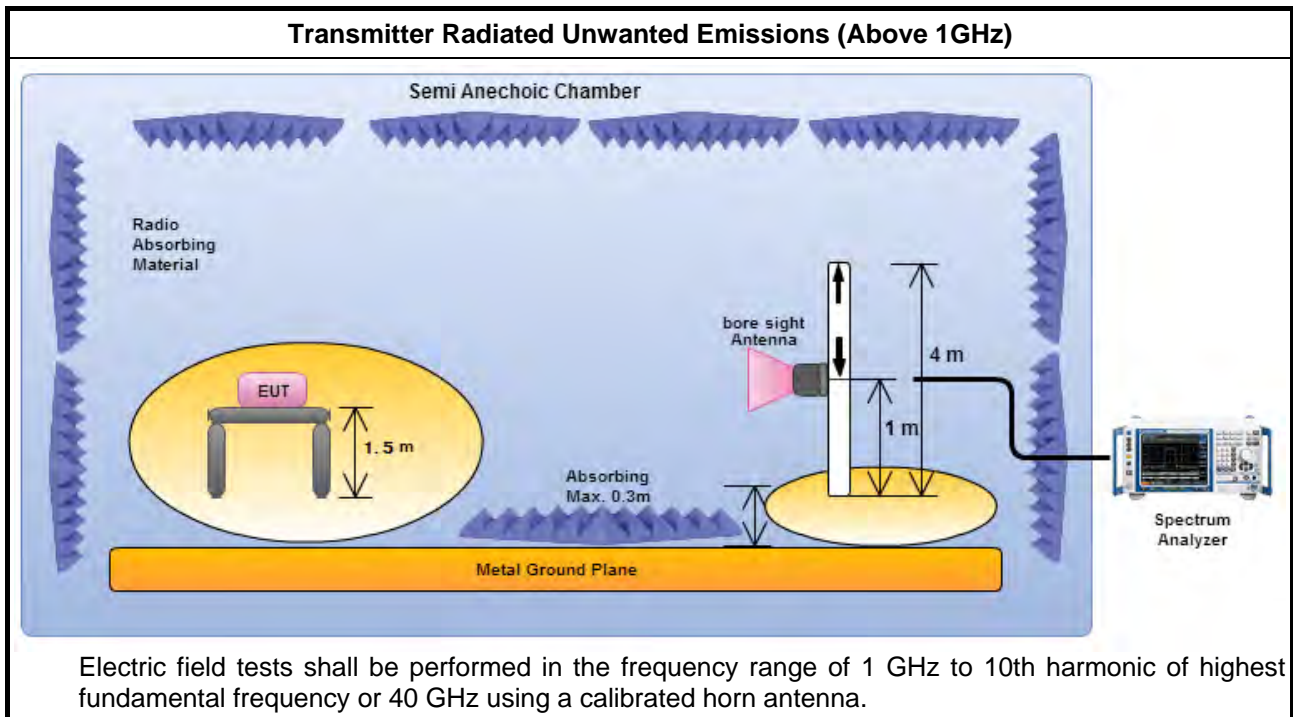 Transmitter Radiated Unwanted Emissions (Above 1GHz)
Semi Anechoic Chamber
Radio
Absorbing
Material
bore sight
Antenna
4 m
EUT
1.5 m
1 m
Absorbing
Max. 0.3m
Spectrum
Analyzer
Metal Ground Plane
Electric field tests shall be performed in the frequency range of 1 GHz to 10th harmonic of highest
fundamental frequency or 40 GHz using a calibrated horn antenna.